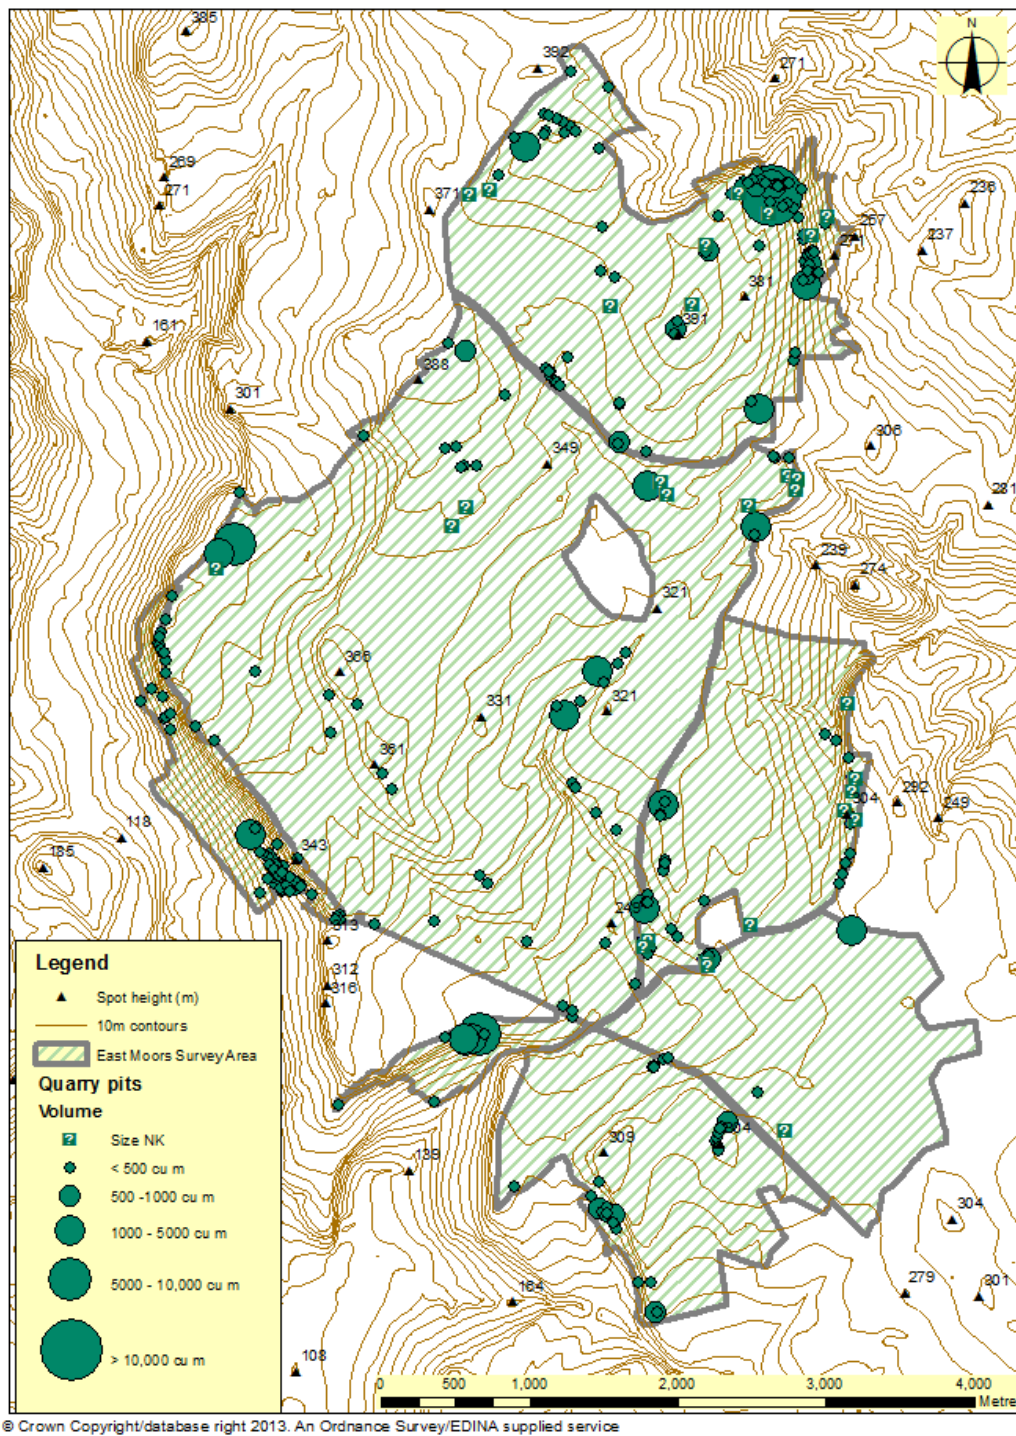 385
N
392
271
269
271
371
236
257
271
237
381
391
161
388
301
349
306
281
239
274
321
366
321
331
361
304
292
249
118
185
343
249
313
312
316
Legend
Spot height (m)
10m contours
East Moors Survey Area
Quarry pits
Volume
? Size NK
< 500 cu m
500 -1000 cu m
1000 - 5000 cu m
5000 - 10,000 cu m
> 10,000 cu m
304
309
139
304
279
301
164
108
0 500 1,000 2,000 3,000 4,000
Metre
© Crown Copyright/database right 2013. An Ordnance Survey/EDINA supplied service